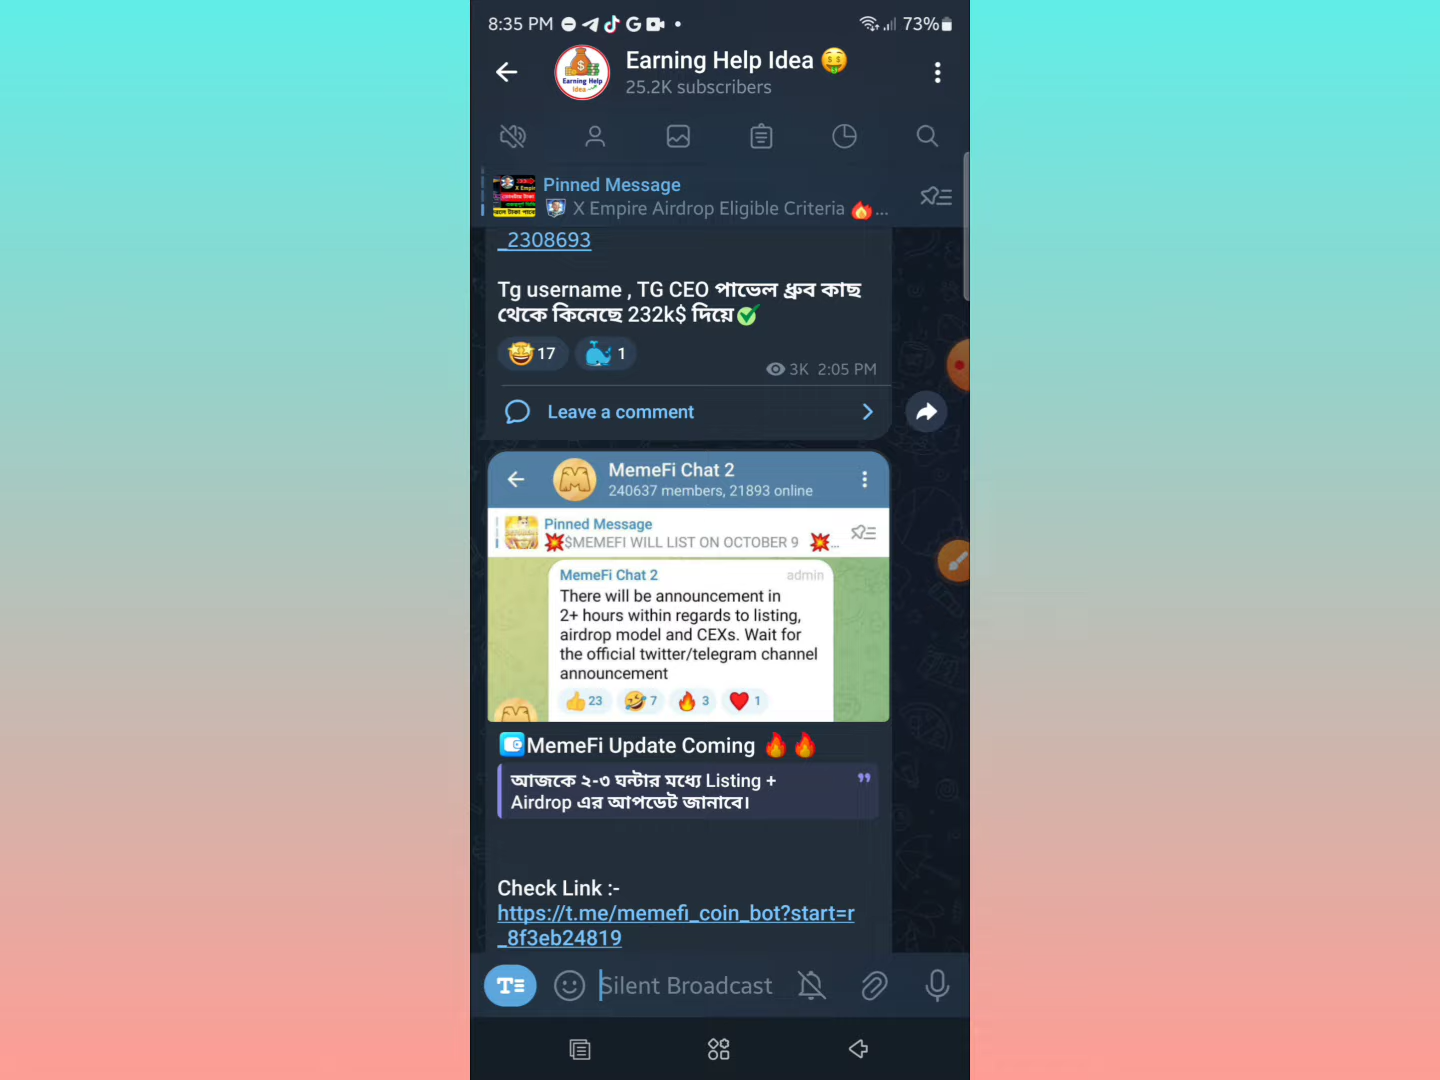 8:35 PM
73%
Earning Help Idea 🤑
25.2K subscribers
Earning Help
Idea
Pinned Message
X Empire Airdrop Eligible Criteria 🔥...
_2308693
Tg username , TG CEO পাভেল ধ্রুব কাছ
থেকে কিনেছে 232k$ দিয়ে✅
🤩 17 🐳 1
3K 2:05 PM
Leave a comment
MemeFi Chat 2
240637 members, 21893 online
Pinned Message
💥$MEMEFI WILL LIST ON OCTOBER 9 💥...
MemeFi Chat 2 admin
There will be announcement in
2+ hours within regards to listing,
airdrop model and CEXs. Wait for
the official twitter/telegram channel
announcement
👍 23 🤣 7 🔥 3 ❤️ 1
MemeFi Update Coming 🔥🔥
আজকে ২-৩ ঘন্টার মধ্যে Listing +
Airdrop এর আপডেট জানাবে।
Check Link :-
https://t.me/memefi_coin_bot?start=r
_8f3eb24819
Silent Broadcast